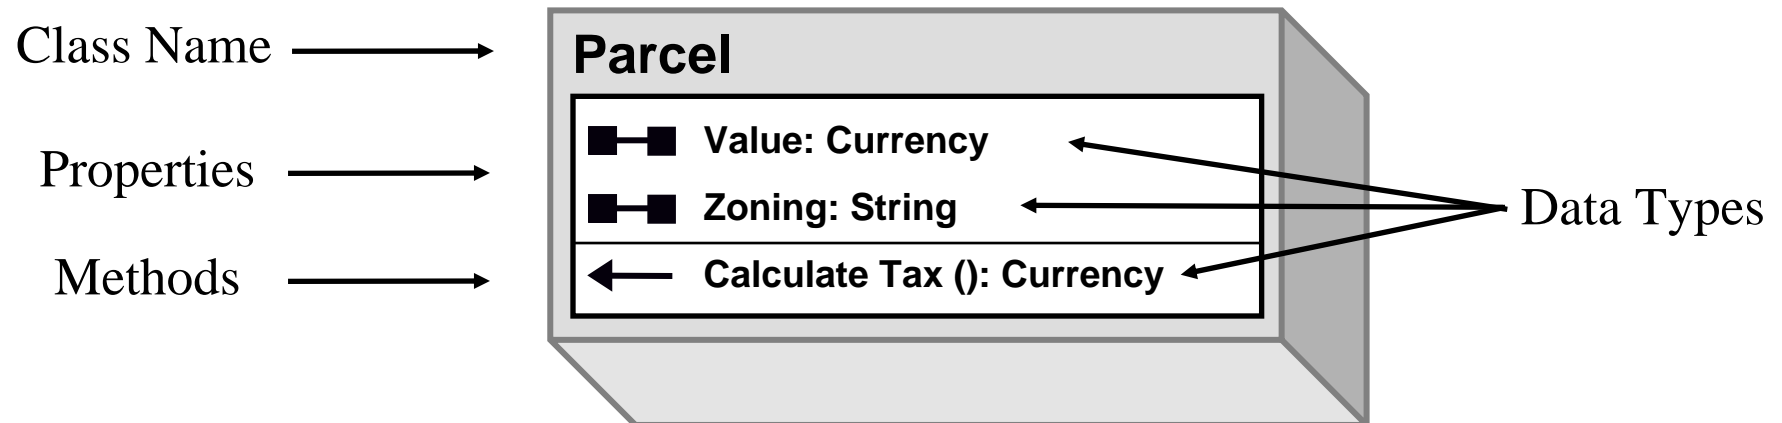 Class Name
Parcel
Properties
Value: Currency
Zoning: String
Data Types
Methods
Calculate Tax (): Currency